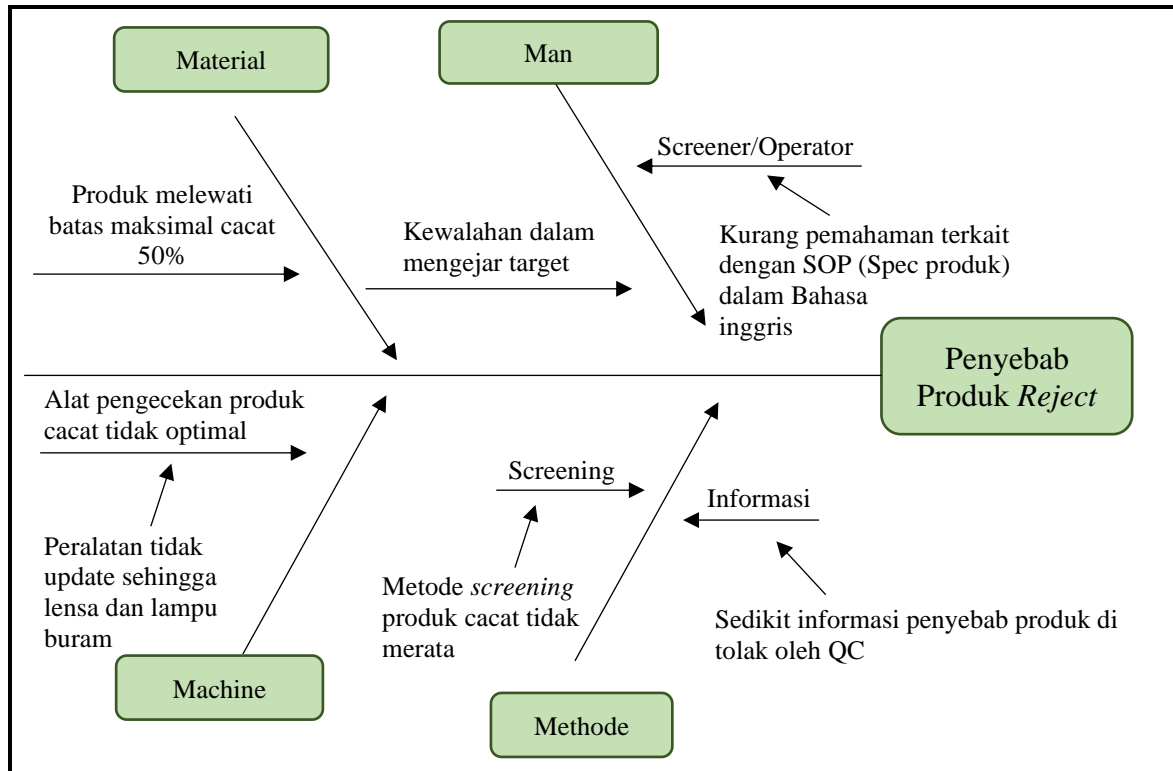 Material
Man
Screener/Operator
Produk melewati
batas maksimal cacat
50%
Kewalahan dalam
mengejar target
Kurang pemahaman terkait
dengan SOP (Spec produk)
dalam Bahasa
inggris
Penyebab
Produk Reject
Alat pengecekan produk
cacat tidak optimal
Screening
Informasi
Peralatan tidak
update sehingga
lensa dan lampu
buram
Metode screening
produk cacat tidak
merata
Sedikit informasi penyebab produk di
tolak oleh QC
Machine
Methode